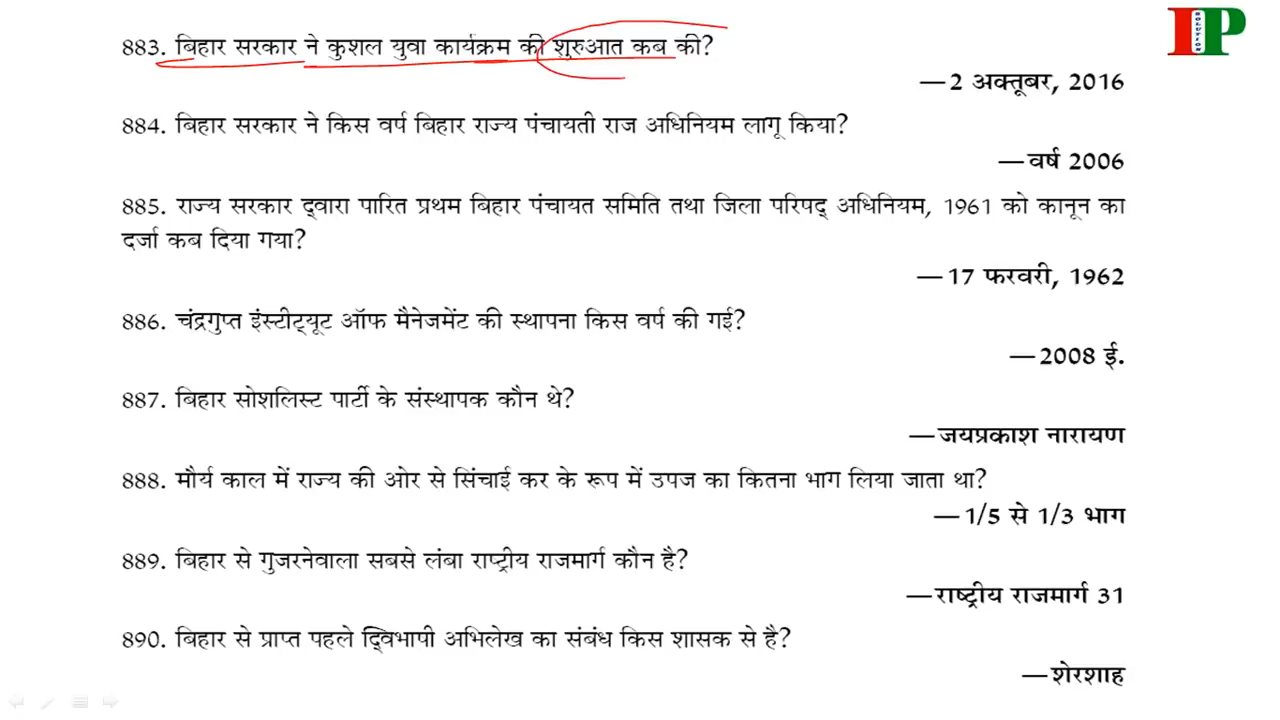 IP
SOLUTION
883. बिहार सरकार ने कुशल युवा कार्यक्रम की शुरुआत कब की?
—2 अक्तूबर, 2016
884. बिहार सरकार ने किस वर्ष बिहार राज्य पंचायती राज अधिनियम लागू किया?
—वर्ष 2006
885. राज्य सरकार द्वारा पारित प्रथम बिहार पंचायत समिति तथा जिला परिषद् अधिनियम, 1961 को कानून का
दर्जा कब दिया गया?
—17 फरवरी, 1962
886. चंद्रगुप्त इंस्टीट्यूट ऑफ मैनेजमेंट की स्थापना किस वर्ष की गई?
—2008 ई.
887. बिहार सोशलिस्ट पार्टी के संस्थापक कौन थे?
—जयप्रकाश नारायण
888. मौर्य काल में राज्य की ओर से सिंचाई कर के रूप में उपज का कितना भाग लिया जाता था?
—1/5 से 1/3 भाग
889. बिहार से गुजरनेवाला सबसे लंबा राष्ट्रीय राजमार्ग कौन है?
—राष्ट्रीय राजमार्ग 31
890. बिहार से प्राप्त पहले द्विभाषी अभिलेख का संबंध किस शासक से है?
—शेरशाह